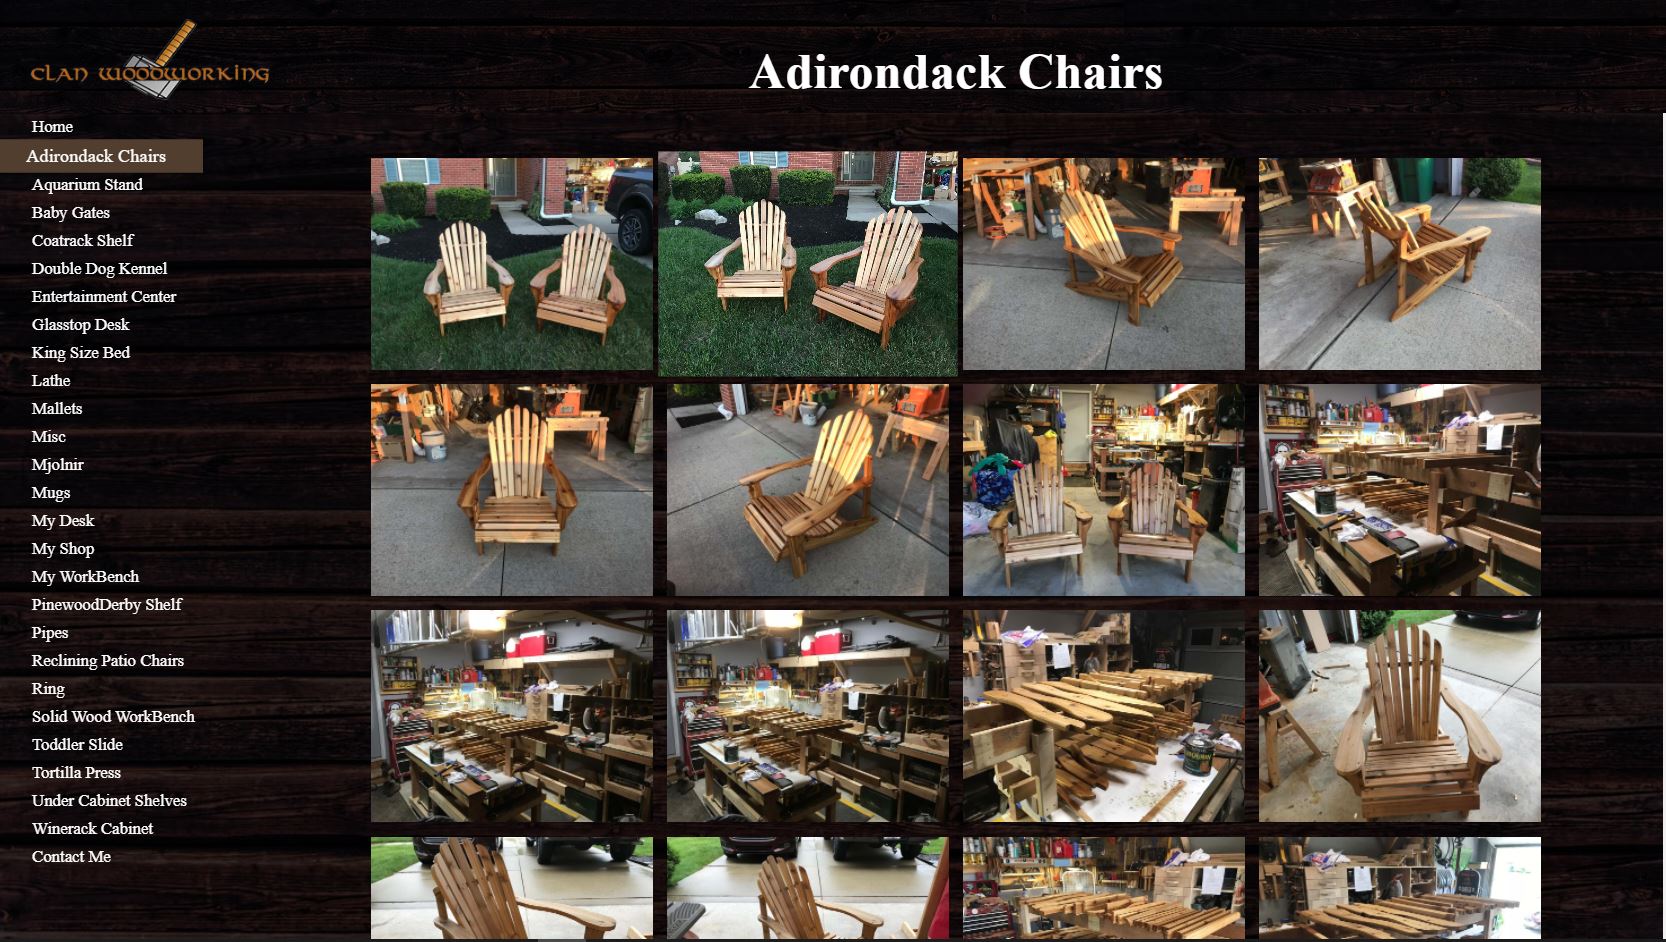 CLAN WOODWORKING
Adirondack Chairs
Home
Adirondack Chairs
Aquarium Stand
Baby Gates
Coatrack Shelf
Double Dog Kennel
Entertainment Center
Glasstop Desk
King Size Bed
Lathe
Mallets
Misc
Mjolnir
Mugs
My Desk
My Shop
My WorkBench
PinewoodDerby Shelf
Pipes
Reclining Patio Chairs
Ring
Solid Wood WorkBench
Toddler Slide
Tortilla Press
Under Cabinet Shelves
Winerack Cabinet
Contact Me